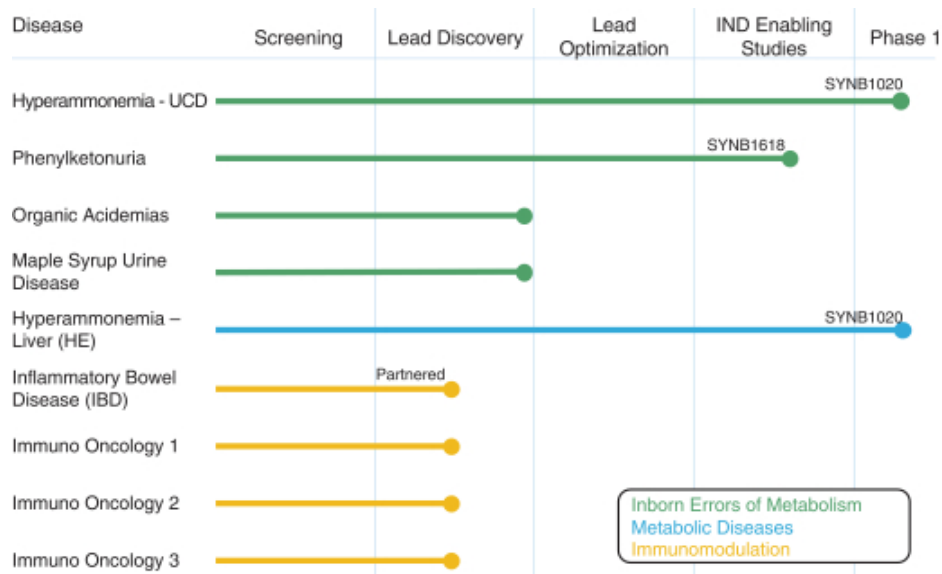 Disease
Screening
Lead Discovery
Lead
Optimization
IND Enabling
Studies
Phase 1
Hyperammonemia - UCD
SYNB1020
Phenylketonuria
SYNB1618
Organic Acidemias
Maple Syrup Urine
Disease
Hyperammonemia –
Liver (HE)
SYNB1020
Inflammatory Bowel
Disease (IBD)
Partnered
Immuno Oncology 1
Immuno Oncology 2
Immuno Oncology 3
Inborn Errors of Metabolism
Metabolic Diseases
Immunomodulation